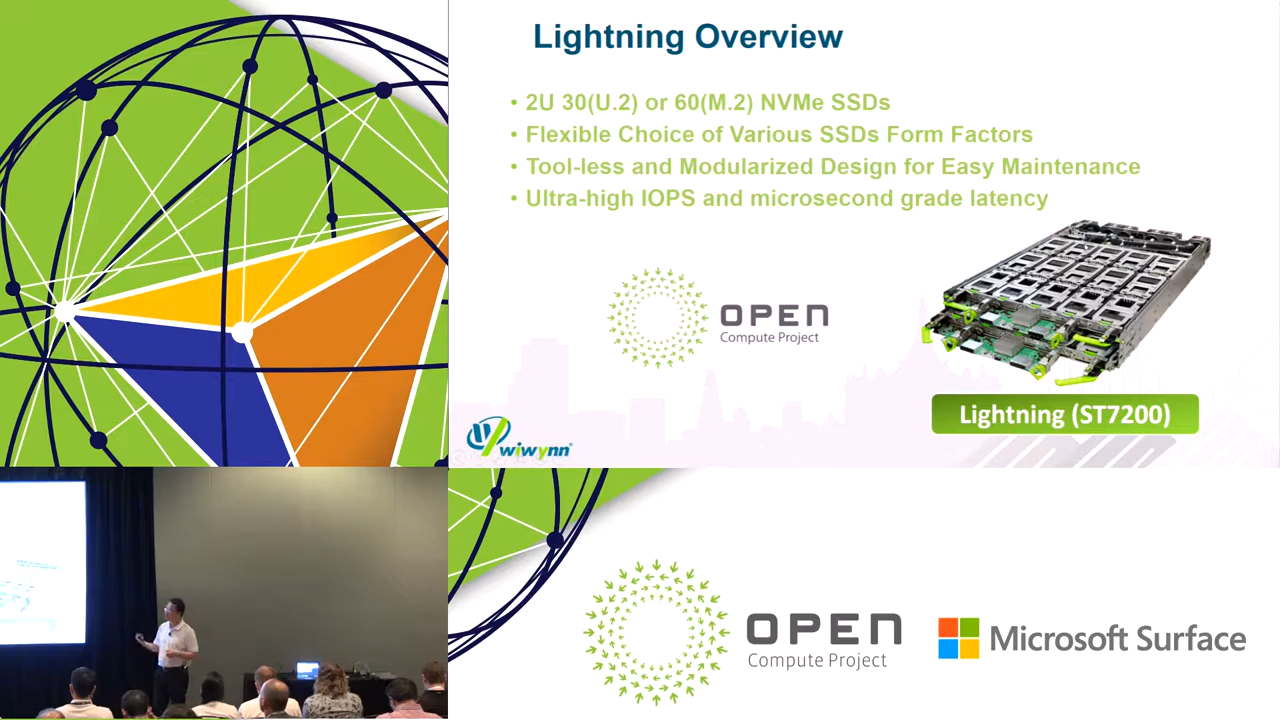 Lightning Overview
• 2U 30(U.2) or 60(M.2) NVMe SSDs
• Flexible Choice of Various SSDs Form Factors
• Tool-less and Modularized Design for Easy Maintenance
• Ultra-high IOPS and microsecond grade latency
OPEN
Compute Project
Lightning (ST7200)
wiwynn
OPEN
Compute Project
Microsoft Surface